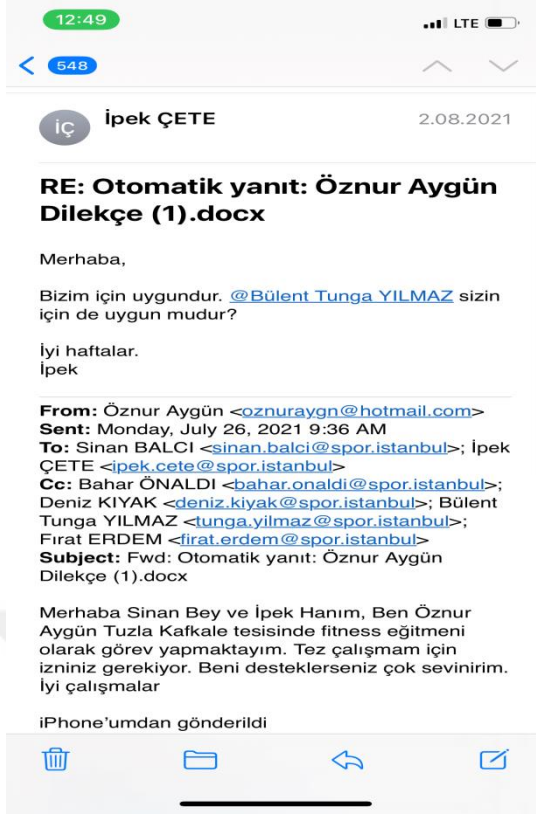 12:49
LTE
548
İÇ
İpek ÇETE
2.08.2021
RE: Otomatik yanıt: Öznur Aygün
Dilekçe (1).docx
Merhaba,
Bizim için uygundur. @Bülent Tunga YILMAZ sizin
için de uygun mudur?
İyi haftalar.
İpek
From: Öznur Aygün <oznuraygn@hotmail.com>
Sent: Monday, July 26, 2021 9:36 AM
To: Sinan BALCI <sinan.balci@spor.istanbul>; İpek
ÇETE <ipek.cete@spor.istanbul>
Cc: Bahar ÖNALDI <bahar.onaldi@spor.istanbul>;
Deniz KIYAK <deniz.kiyak@spor.istanbul>; Bülent
Tunga YILMAZ <tunga.yilmaz@spor.istanbul>;
Fırat ERDEM <firat.erdem@spor.istanbul>
Subject: Fwd: Otomatik yanıt: Öznur Aygün
Dilekçe (1).docx
Merhaba Sinan Bey ve İpek Hanım, Ben Öznur
Aygün Tuzla Kafkale tesisinde fitness eğitmeni
olarak görev yapmaktayım. Tez çalışmam için
izniniz gerekiyor. Beni desteklerseniz çok sevinirim.
İyi çalışmalar
iPhone'umdan gönderildi